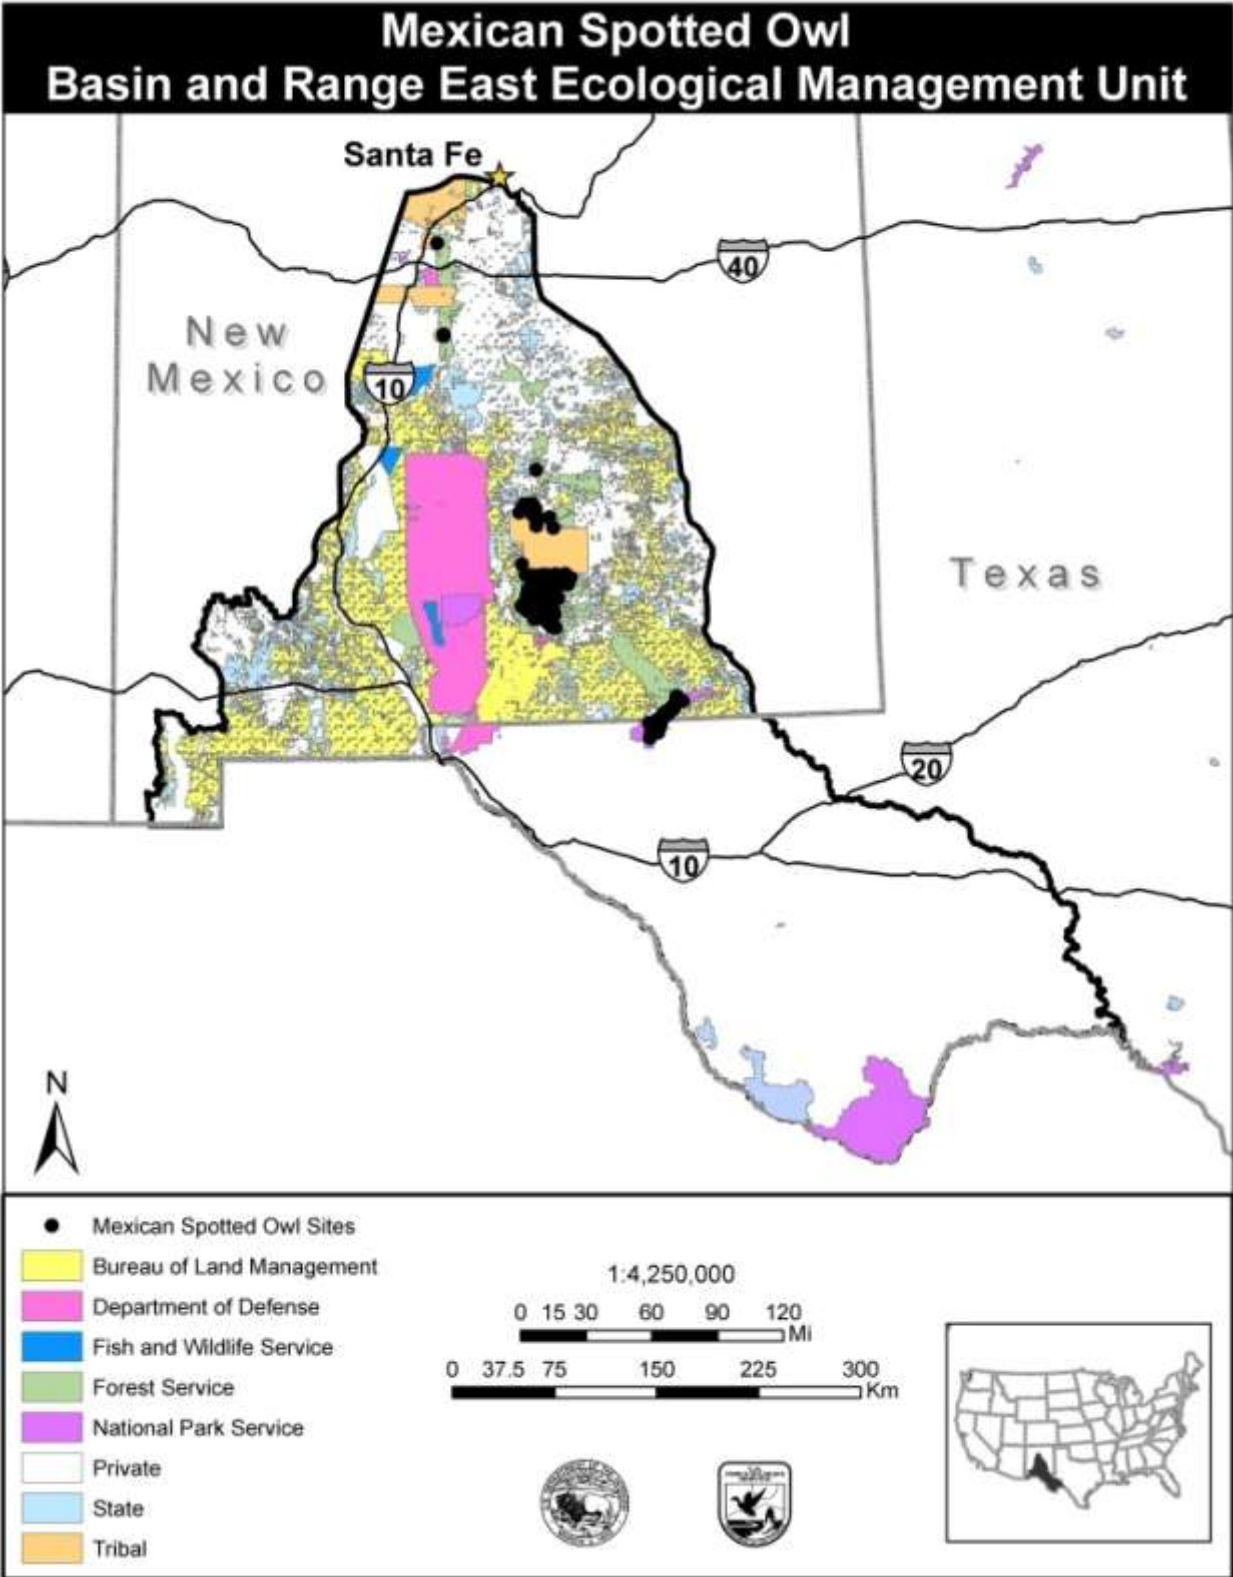 Mexican Spotted Owl
Basin and Range East Ecological Management Unit
Santa Fe
40
New
Mexico
10
Texas
20
10
N
Mexican Spotted Owl Sites
Bureau of Land Management
Department of Defense
Fish and Wildlife Service
Forest Service
National Park Service
Private
State
Tribal
1:4,250,000
0 15 30 60 90 120
Mi
0 37.5 75 150 225 300
Km